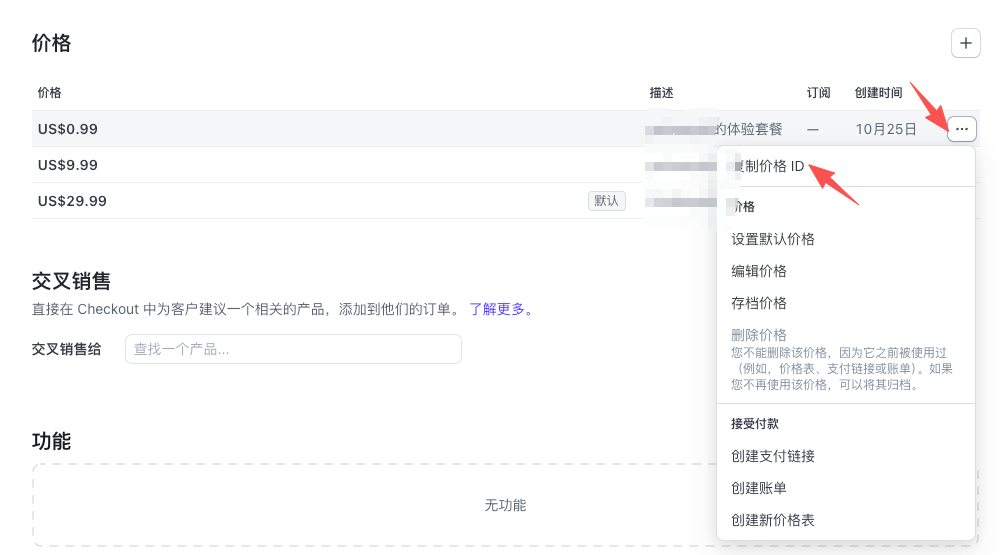 价格
价格 描述 订阅 创建时间
US$0.99 的体验套餐 — 10月25日 ...
US$9.99
US$29.99 默认
复制价格 ID
价格
设置默认价格
编辑价格
存档价格
删除价格
您不能删除该价格，因为它之前被使用过
（例如，价格表、支付链接或账单）。如果
您不再使用该价格，可以将其归档。
接受付款
创建支付链接
创建账单
创建新价格表
交叉销售
直接在 Checkout 中为客户建议一个相关的产品，添加到他们的订单。 了解更多。
交叉销售给 查找一个产品...
功能
无功能